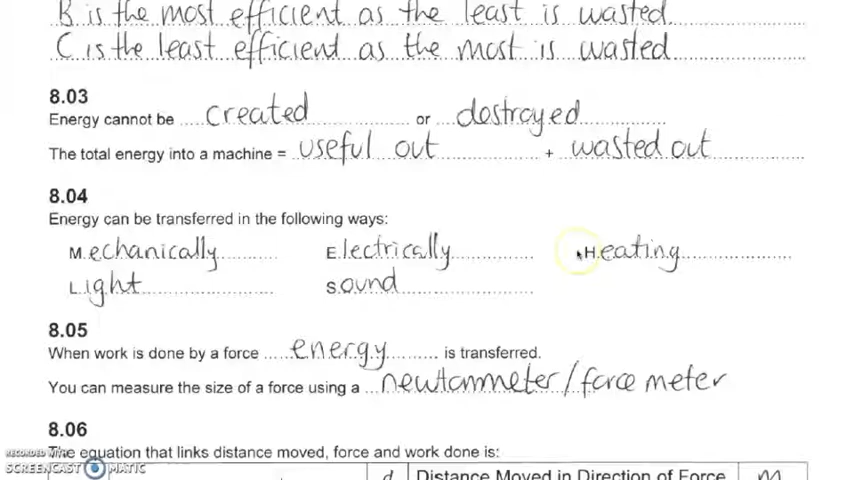 B is the most efficient as the least is wasted.
C is the least efficient as the most is wasted
8.03
Energy cannot be created or destroyed
The total energy into a machine = useful out + wasted out
8.04
Energy can be transferred in the following ways:
Mechanically Electrically Heating
Light Sound
8.05
When work is done by a force energy is transferred.
You can measure the size of a force using a newtonmeter/force meter
8.06
The equation that links distance moved, force and work done is:
RECORDED WITH
SCREENCAST MATIC
d Distance Moved in Direction of Force m